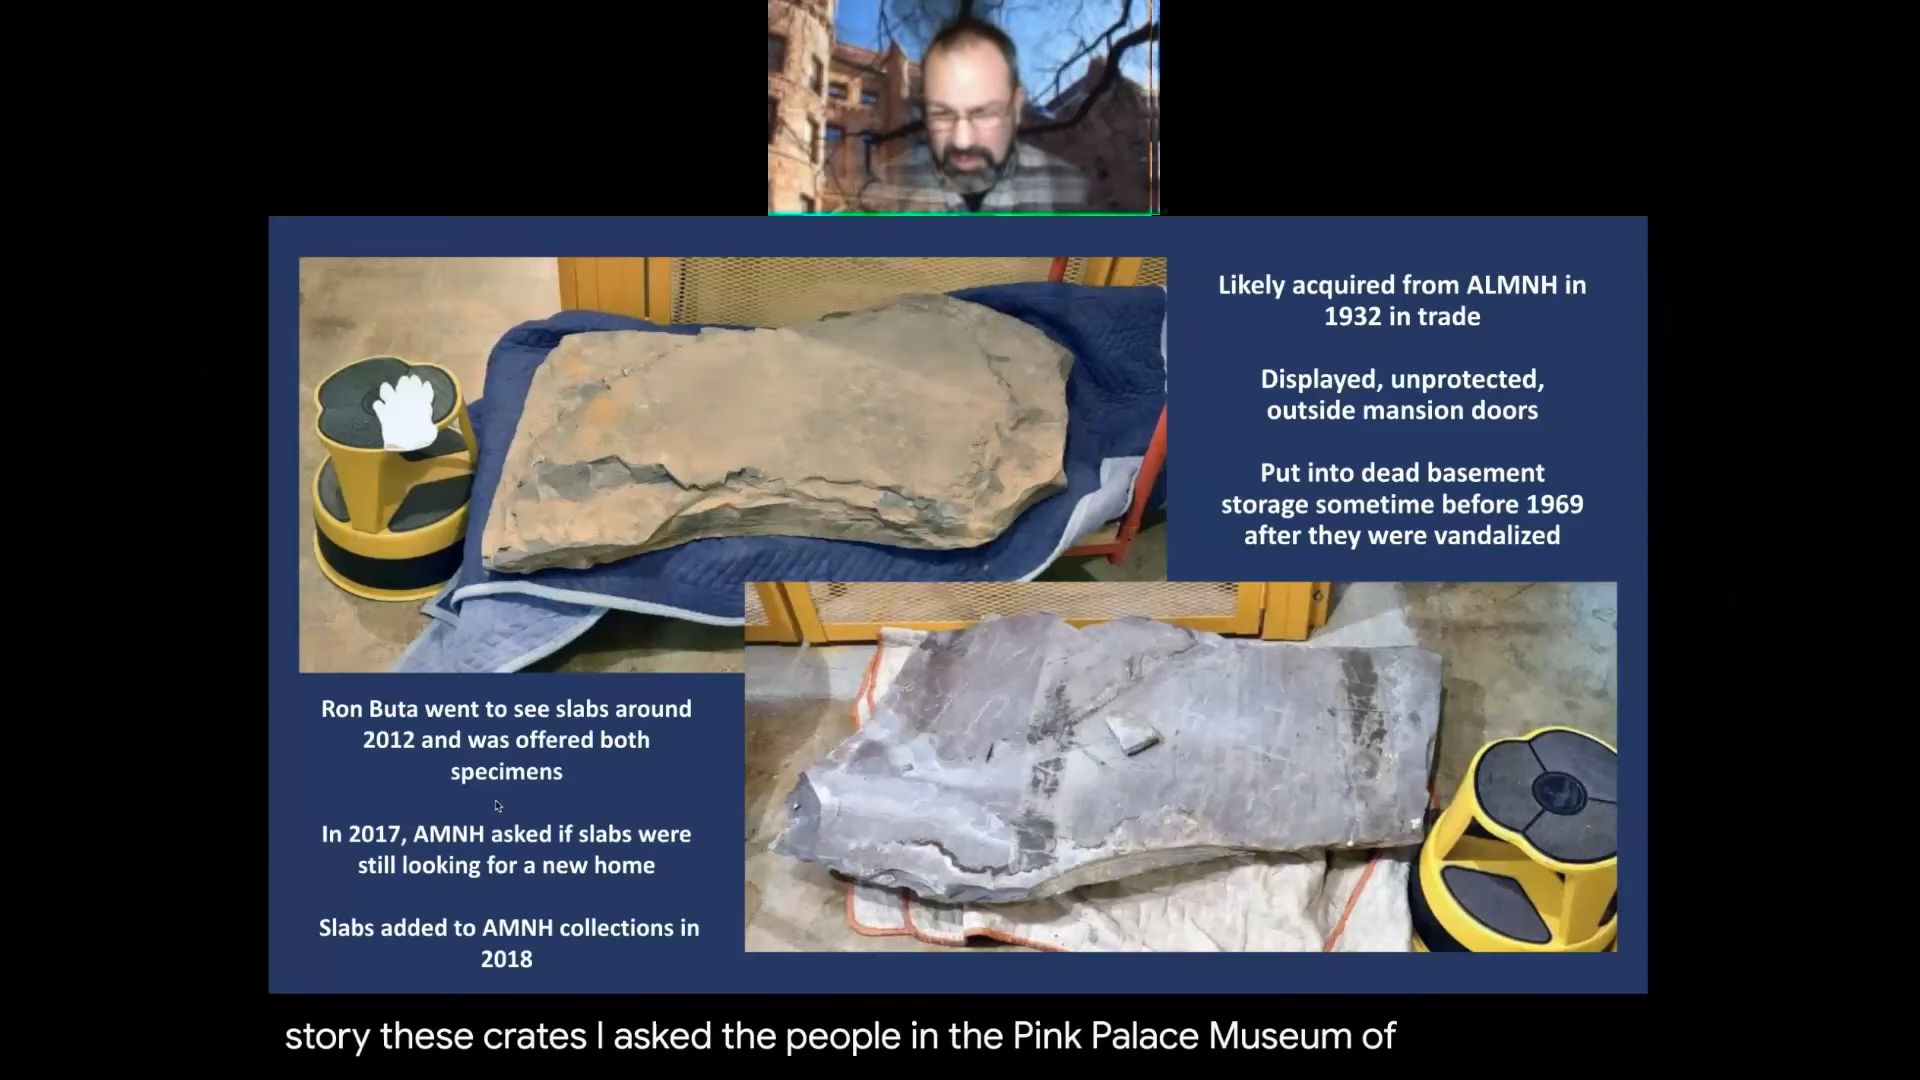 Likely acquired from ALMNH in
1932 in trade
Displayed, unprotected,
outside mansion doors
Put into dead basement
storage sometime before 1969
after they were vandalized
Ron Buta went to see slabs around
2012 and was offered both
specimens
In 2017, AMNH asked if slabs were
still looking for a new home
Slabs added to AMNH collections in
2018
story these crates I asked the people in the Pink Palace Museum of